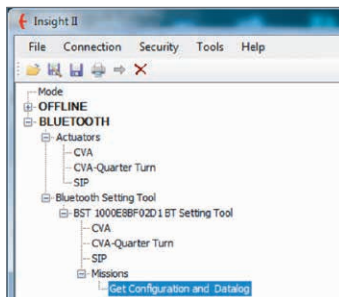 Insight II
File Connection Security Tools Help
Mode
OFFLINE
BLUETOOTH
Actuators
CVA
CVA-Quarter Turn
SIP
Bluetooth Setting Tool
BST 1000E8BF02D1 BT Setting Tool
CVA
CVA-Quarter Turn
SIP
Missions
Get Configuration and Datalog